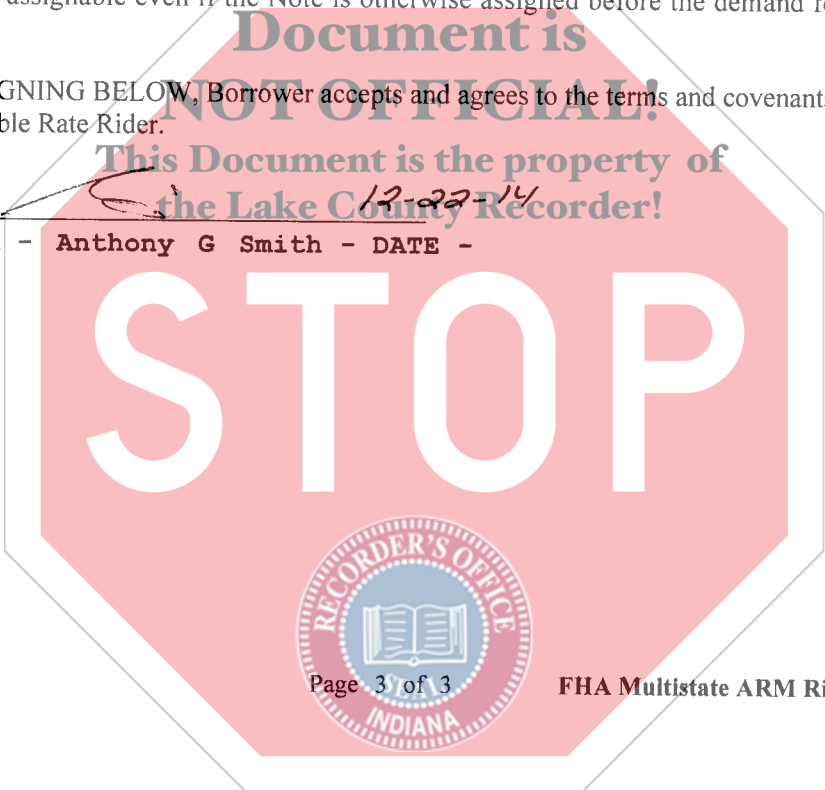 assignable even if the Note is otherwise assigned before the demand
Document is
NOT OFFICIAL!
GNING BELOW, Borrower accepts and agrees to the terms and covenant
ble Rate Rider.
This Document is the property of
the Lake County Recorder!
12-22-14
- Anthony G Smith - DATE -
STOP
RECORDER'S OFFICE
SEAL
INDIANA
Page 3 of 3
FHA Multistate ARM Ri